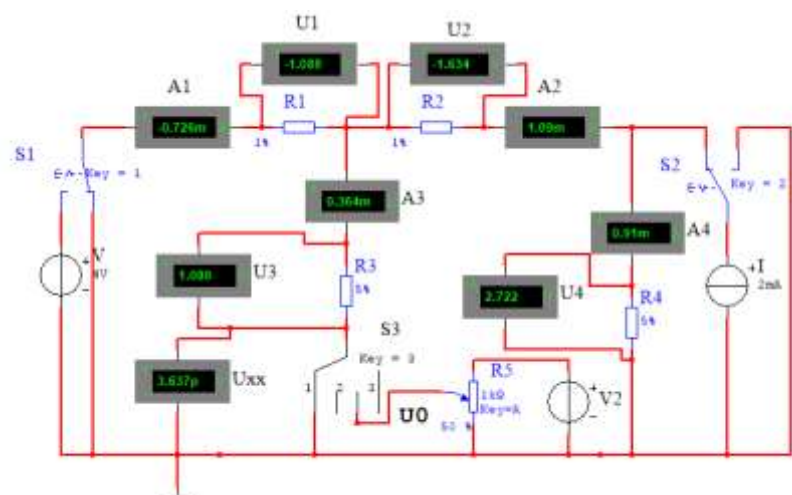 U1
U2
-1.088
-1.634
A1
A2
R1
R2
-0.726m
1.09m
1%
1%
S1
S2
Key = 1
A3
Key = 2
0.364m
A4
0.91m
V
U3
R3
1.088
5%
I
2mA
2.722
U4
R4
5%
S3
Key = 3
3.637p
Uxx
1
2
R5
1kΩ
Key=A
V2
U0
50 %